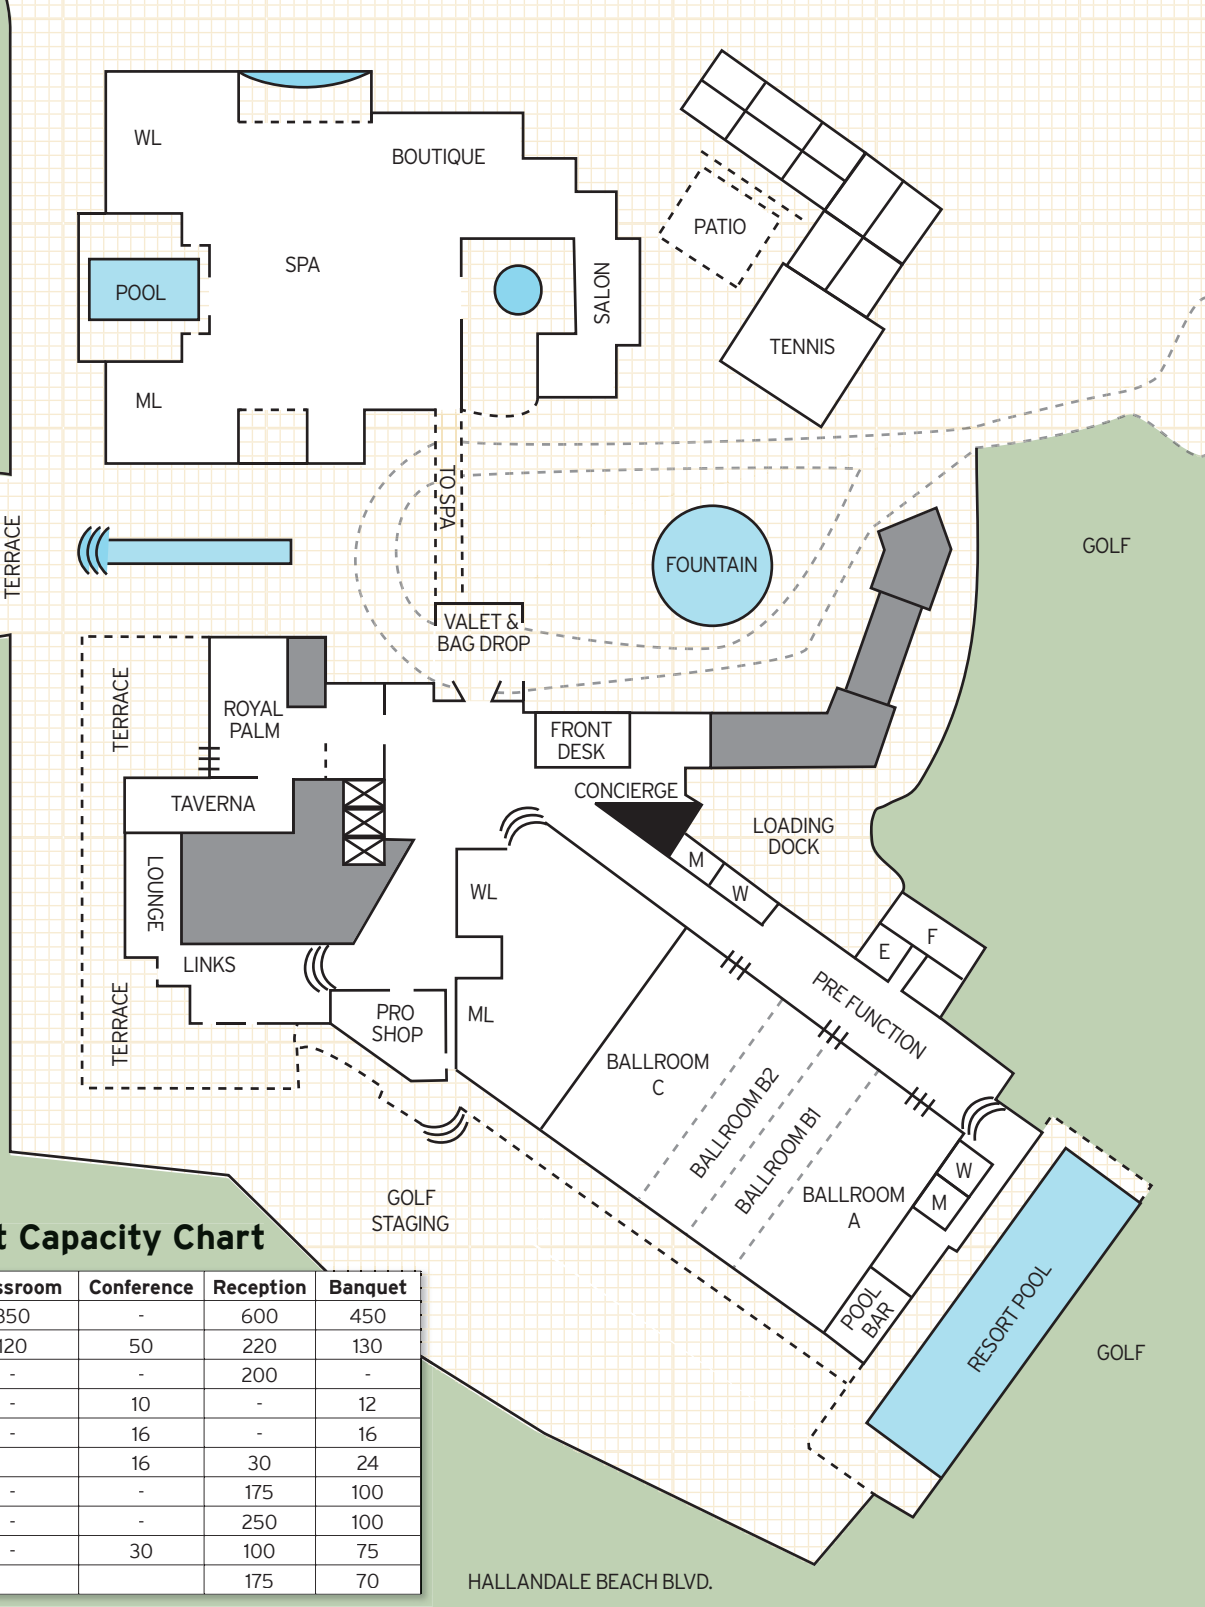 WL
BOUTIQUE
PATIO
SPA
POOL
SALON
TENNIS
ML
TO SPA
TERRACE
FOUNTAIN
GOLF
VALET &
BAG DROP
TERRACE
ROYAL
PALM
FRONT
DESK
CONCIERGE
TAVERNA
LOADING
DOCK
M
W
LOUNGE
WL
LINKS
E
F
PRE FUNCTION
TERRACE
PRO
SHOP
ML
BALLROOM
C
BALLROOM B2
BALLROOM B1
BALLROOM
A
W
M
GOLF
STAGING
POOL
BAR
RESORT POOL
GOLF
t Capacity Chart
ssroom Conference Reception Banquet
350 - 600 450
120 50 220 130
- - 200 -
- 10 - 12
- 16 - 16
16 30 24
- - 175 100
- - 250 100
- 30 100 75
175 70
HALLANDALE BEACH BLVD.